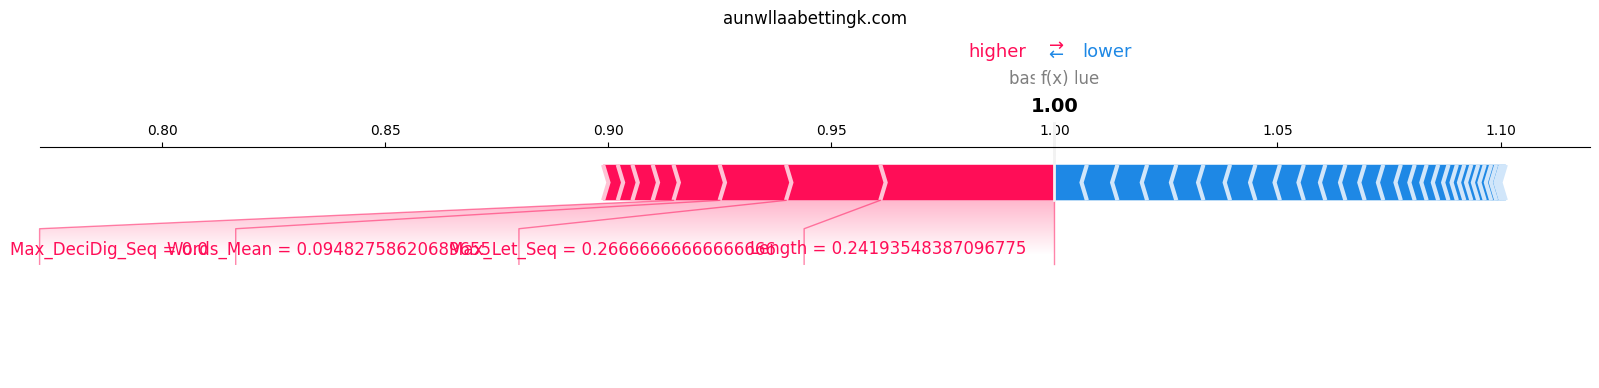 aunwllaabettingk.com
higher → ← lower
bas f(x) lue
1.00
0.80 0.85 0.90 0.95 1.00 1.05 1.10
Max_DeciDig_Seq = 0.0 Words_Mean = 0.09482758620689655 Max_Let_Seq = 0.26666666666666666 Length = 0.24193548387096775